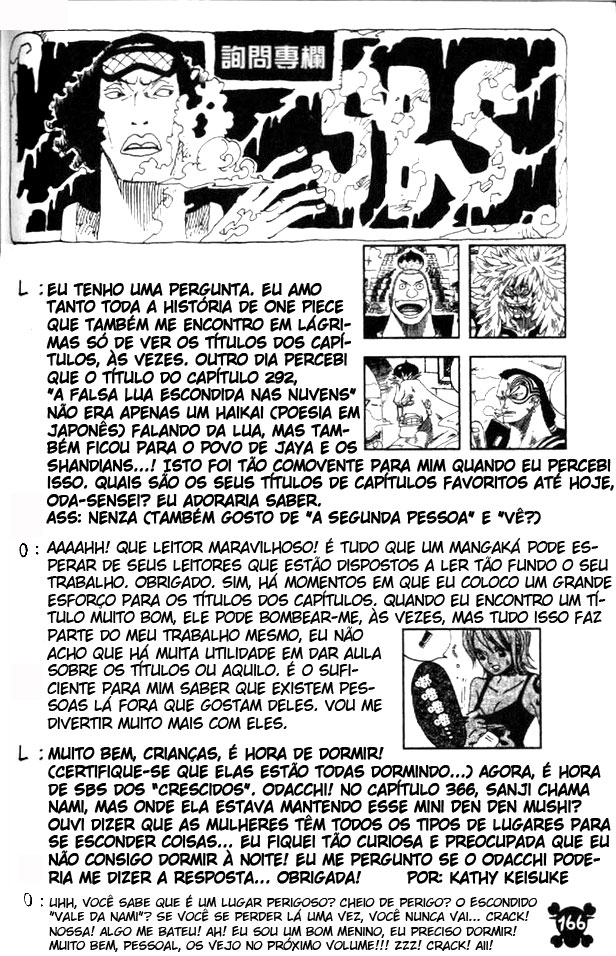 詢問專欄
SBS
L : EU TENHO UMA PERGUNTA. EU AMO
TANTO TODA A HISTÓRIA DE ONE PIECE
QUE TAMBÉM ME ENCONTRO EM LÁGRI-
MAS SÓ DE VER OS TÍTULOS DOS CAPÍ-
TULOS, ÀS VEZES. OUTRO DIA PERCEBI
QUE O TÍTULO DO CAPÍTULO 292,
"A FALSA LUA ESCONDIDA NAS NUVENS"
NÃO ERA APENAS UM HAIKAI (POESIA EM
JAPONÊS) FALANDO DA LUA, MAS TAM-
BÉM FICOU PARA O POVO DE JAYA E OS
SHANDIANS...! ISTO FOI TÃO COMOVENTE PARA MIM QUANDO EU PERCEBI
ISSO. QUAIS SÃO OS SEUS TÍTULOS DE CAPÍTULOS FAVORITOS ATÉ HOJE,
ODA-SENSEI? EU ADORARIA SABER.
ASS: NENZA (TAMBÉM GOSTO DE "A SEGUNDA PESSOA" E "VÊ?)
O : AAAAHH! QUE LEITOR MARAVILHOSO! É TUDO QUE UM MANGAKÁ PODE ES-
PERAR DE SEUS LEITORES QUE ESTÃO DISPOSTOS A LER TÃO FUNDO O SEU
TRABALHO. OBRIGADO. SIM, HÁ MOMENTOS EM QUE EU COLOCO UM GRANDE
ESFORÇO PARA OS TÍTULOS DOS CAPÍTULOS. QUANDO EU ENCONTRO UM TÍ-
TULO MUITO BOM, ELE PODE BOMBEAR-ME, ÀS VEZES, MAS TUDO ISSO FAZ
PARTE DO MEU TRABALHO MESMO, EU NÃO
ACHO QUE HÁ MUITA UTILIDADE EM DAR AULA
SOBRE OS TÍTULOS OU AQUILO. É O SUFI-
CIENTE PARA MIM SABER QUE EXISTEM PES-
SOAS LÁ FORA QUE GOSTAM DELES. VOU ME
DIVERTIR MUITO MAIS COM ELES.
L : MUITO BEM, CRIANÇAS, É HORA DE DORMIR!
(CERTIFIQUE-SE QUE ELAS ESTÃO TODAS DORMINDO...) AGORA, É HORA
DE SBS DOS "CRESCIDOS". ODACCHI! NO CAPÍTULO 366, SANJI CHAMA
NAMI, MAS ONDE ELA ESTAVA MANTENDO ESSE MINI DEN DEN MUSHI?
OUVI DIZER QUE AS MULHERES TÊM TODOS OS TIPOS DE LUGARES PARA
SE ESCONDER COISAS... EU FIQUEI TÃO CURIOSA E PREOCUPADA QUE EU
NÃO CONSIGO DORMIR À NOITE! EU ME PERGUNTO SE O ODACCHI PODE-
RIA ME DIZER A RESPOSTA... OBRIGADA! POR: KATHY KEISUKE
O : UHH, VOCÊ SABE QUE É UM LUGAR PERIGOSO? CHEIO DE PERIGO? O ESCONDIDO
"VALE DA NAMI"? SE VOCÊ SE PERDER LÁ UMA VEZ, VOCÊ NUNCA VAI... CRACK!
NOSSA! ALGO ME BATEU! AH! EU SOU UM BOM MENINO, EU PRECISO DORMIR!
MUITO BEM, PESSOAL, OS VEJO NO PRÓXIMO VOLUME!!! ZZZ! CRACK! AII!
166